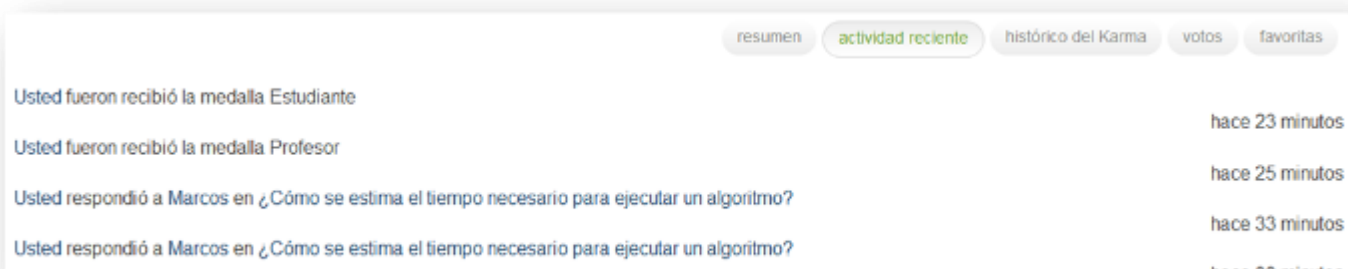 resumen actividad reciente histórico del Karma votos favoritas
Usted fueron recibió la medalla Estudiante
hace 23 minutos
Usted fueron recibió la medalla Profesor
hace 25 minutos
Usted respondió a Marcos en ¿Cómo se estima el tiempo necesario para ejecutar un algoritmo?
hace 33 minutos
Usted respondió a Marcos en ¿Cómo se estima el tiempo necesario para ejecutar un algoritmo?